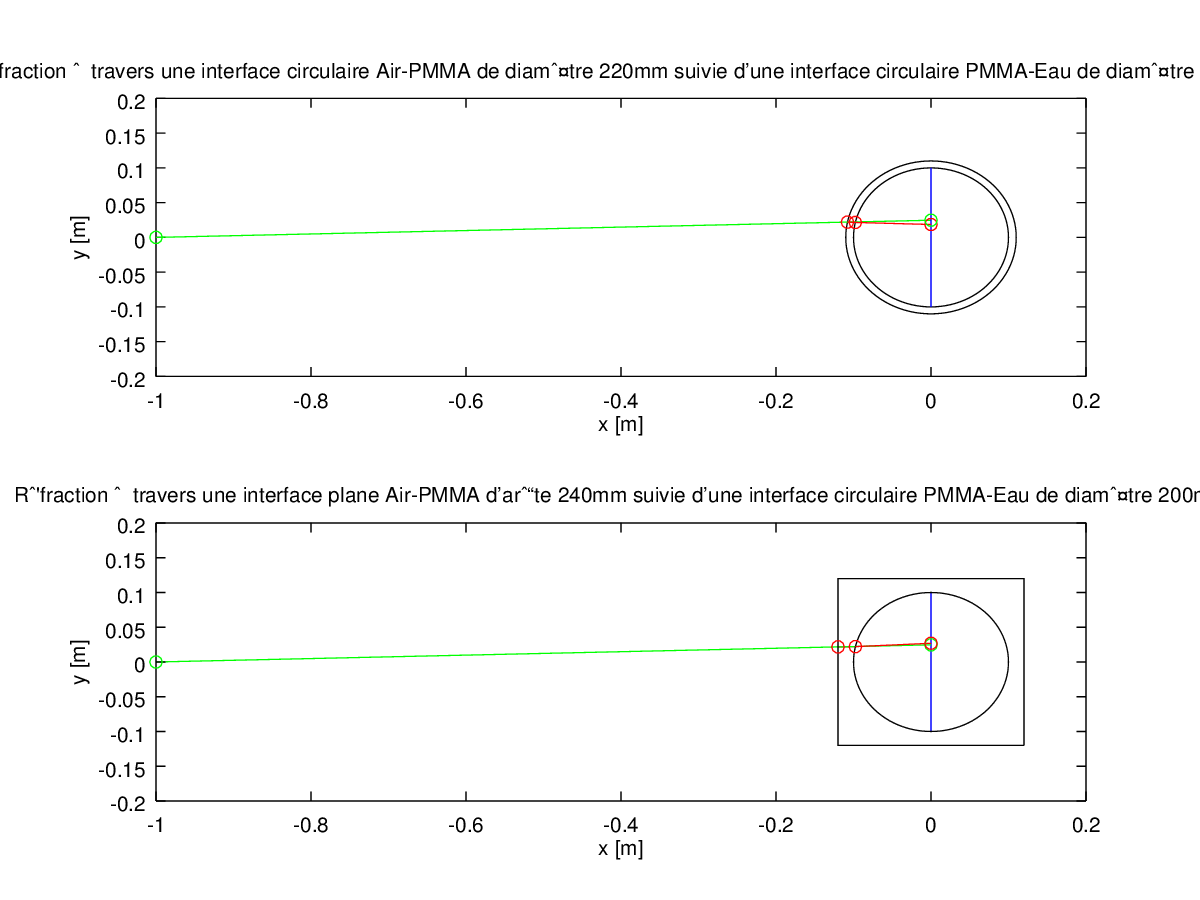 fraction ˆ  travers une interface circulaire Air-PMMA de diamˆ¤tre 220mm suivie d’une interface circulaire PMMA-Eau de diamˆ¤tre
0.2
0.15
0.1
0.05
0
-0.05
-0.1
-0.15
-0.2
y [m]
-1 -0.8 -0.6 -0.4 -0.2 0 0.2
x [m]
Rˆ'fraction ˆ  travers une interface plane Air-PMMA d’arˆ“te 240mm suivie d’une interface circulaire PMMA-Eau de diamˆ¤tre 200
0.2
0.15
0.1
0.05
0
-0.05
-0.1
-0.15
-0.2
y [m]
-1 -0.8 -0.6 -0.4 -0.2 0 0.2
x [m]